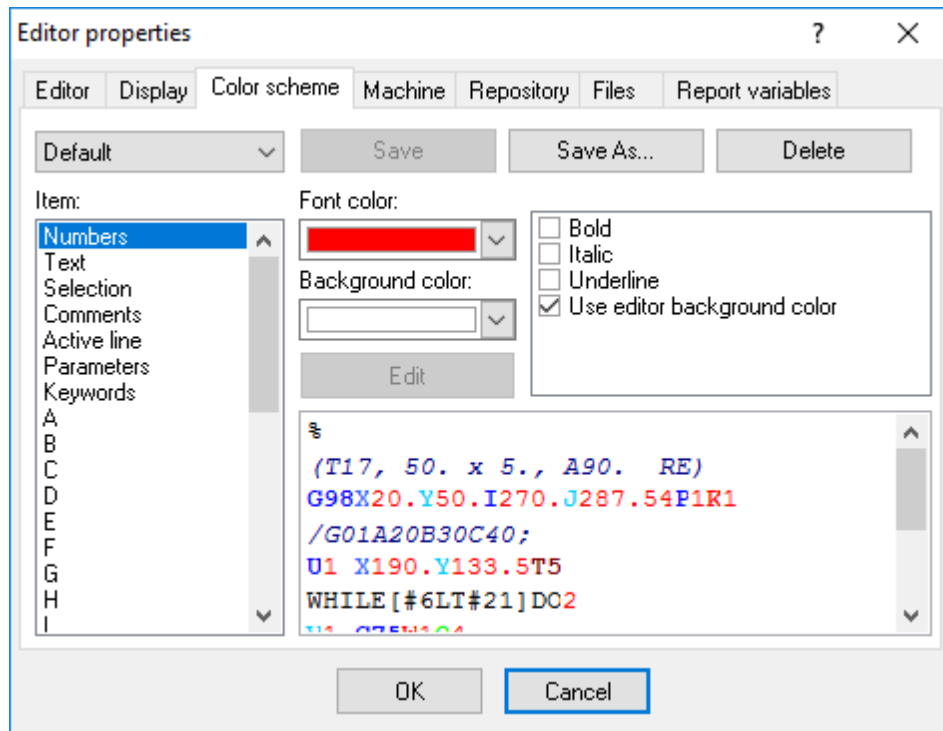 Editor properties ?
Editor Display Color scheme Machine Repository Files Report variables
Default Save Save As... Delete
Item:
Numbers
Text
Selection
Comments
Active line
Parameters
Keywords
A
B
C
D
E
F
G
H
Font color:
Background color:
Edit
Bold
Italic
Underline
Use editor background color
%
(T17, 50. x 5., A90. RE)
G98X20.Y50.I270.J287.54P1K1
/G01A20B30C40;
U1 X190.Y133.5T5
WHILE[#6LT#21]DO2
OK Cancel